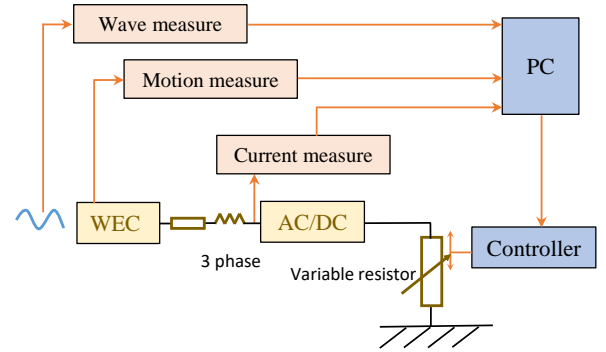 Wave measure
PC
Motion measure
Current measure
WEC
AC/DC
3 phase
Variable resistor
Controller